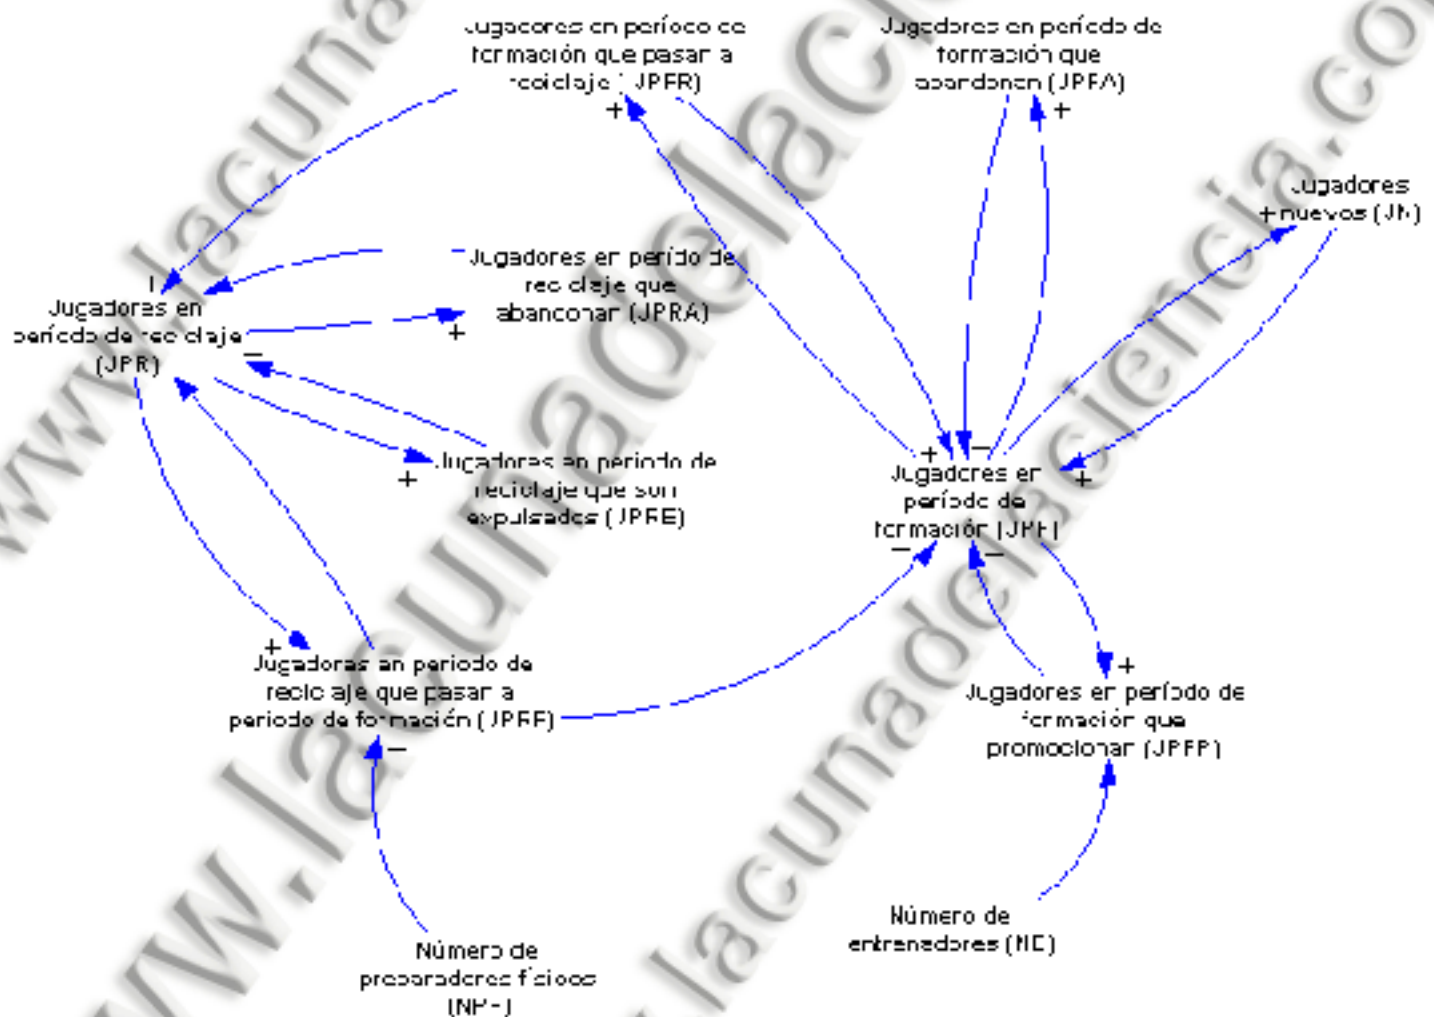 Jugadores en período de
formación que pasan a
reciclaje (JPFR)
Jugadores en período de
formación que
abandonan (JPFA)
Jugadores
nuevos (JN)
+
+
+
Jugadores en perído de
reciclaje que
abandonan (JPRA)
+
Jugadores en
período de reciclaje
(JPR)
+
−
Jugadores en periodo de
reciclaje que son
expulsados (JPRE)
+
Jugadores en
período de
formación (JPF)
+
−
+
−
−
Jugadores en periodo de
reciclaje que pasan a
periodo de formación (JPRF)
+
−
Jugadores en período de
formación que
promocionan (JPFP)
+
Número de
entrenadores (NE)
Número de
preparadores físicos
(NPF)
www.lacunadelaciencia.com